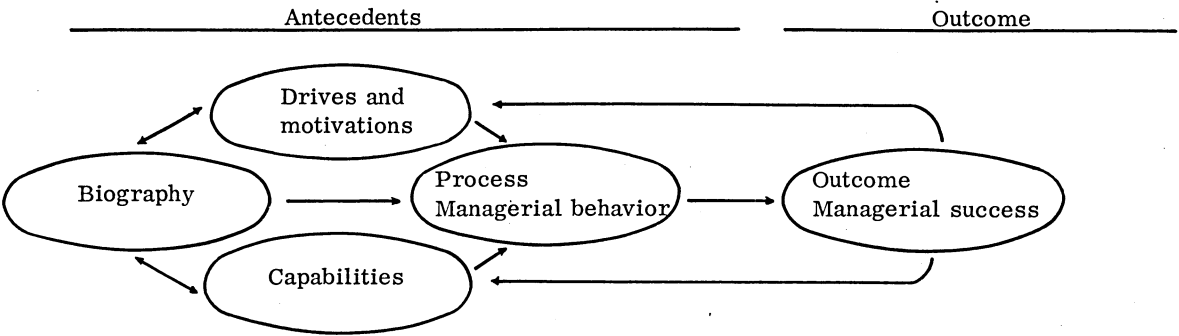 Antecedents
Outcome
Drives and
motivations
Biography
Process
Managerial behavior
Outcome
Managerial success
Capabilities